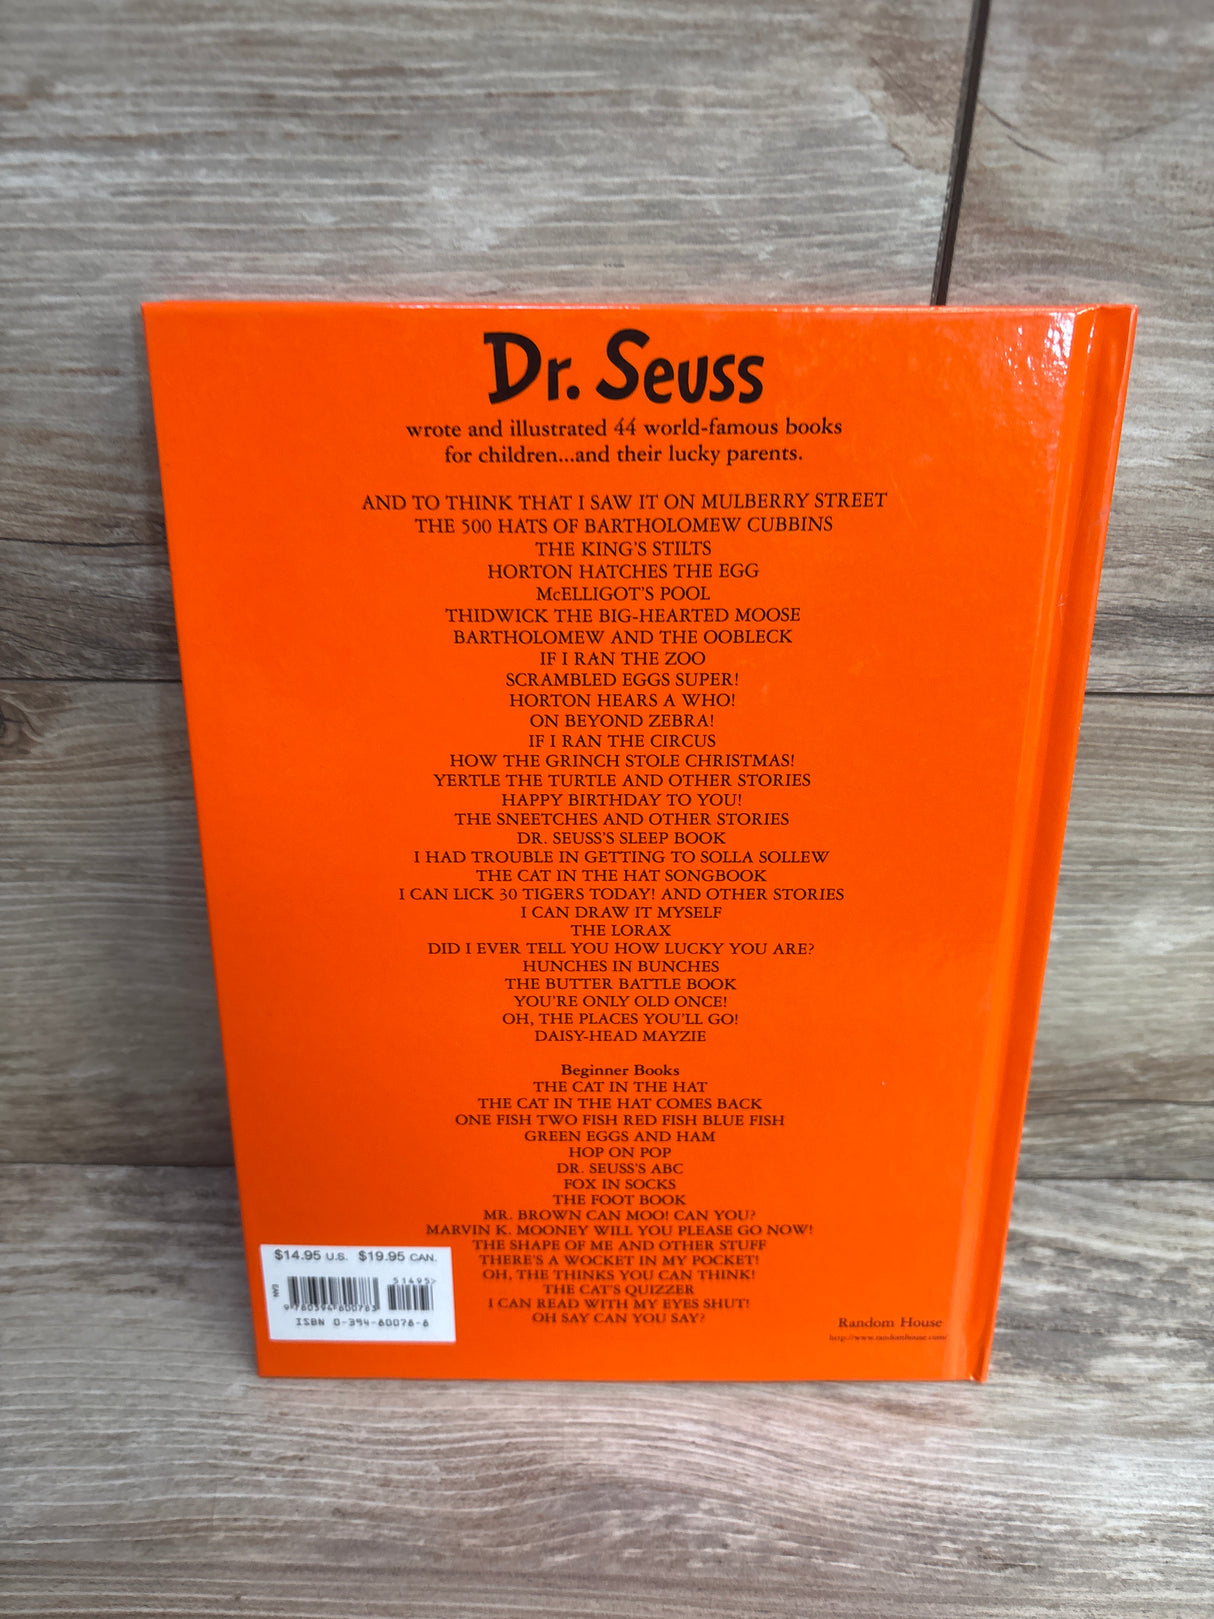 Dr. Seuss
wrote and illustrated 44 world-famous books
for children...and their lucky parents.
AND TO THINK THAT I SAW IT ON MULBERRY STREET
THE 500 HATS OF BARTHOLOMEW CUBBINS
THE KING'S STILTS
HORTON HATCHES THE EGG
McELLIGOT'S POOL
THIDWICK THE BIG-HEARTED MOOSE
BARTHOLOMEW AND THE OOBLECK
IF I RAN THE ZOO
SCRAMBLED EGGS SUPER!
HORTON HEARS A WHO!
ON BEYOND ZEBRA!
IF I RAN THE CIRCUS
HOW THE GRINCH STOLE CHRISTMAS!
YERTLE THE TURTLE AND OTHER STORIES
HAPPY BIRTHDAY TO YOU!
THE SNEETCHES AND OTHER STORIES
DR. SEUSS'S SLEEP BOOK
I HAD TROUBLE IN GETTING TO SOLLA SOLLEW
THE CAT IN THE HAT SONGBOOK
I CAN LICK 30 TIGERS TODAY! AND OTHER STORIES
I CAN DRAW IT MYSELF
THE LORAX
DID I EVER TELL YOU HOW LUCKY YOU ARE?
HUNCHES IN BUNCHES
THE BUTTER BATTLE BOOK
YOU'RE ONLY OLD ONCE!
OH, THE PLACES YOU'LL GO!
DAISY-HEAD MAYZIE
Beginner Books
THE CAT IN THE HAT
THE CAT IN THE HAT COMES BACK
ONE FISH TWO FISH RED FISH BLUE FISH
GREEN EGGS AND HAM
HOP ON POP
DR. SEUSS'S ABC
FOX IN SOCKS
THE FOOT BOOK
MR. BROWN CAN MOO! CAN YOU?
MARVIN K. MOONEY WILL YOU PLEASE GO NOW!
THE SHAPE OF ME AND OTHER STUFF
THERE'S A WOCKET IN MY POCKET!
OH, THE THINKS YOU CAN THINK!
THE CAT'S QUIZZER
I CAN READ WITH MY EYES SHUT!
OH SAY CAN YOU SAY?
$14.95 U.S. $19.95 CAN.
51495>
EAN
9 780394 800783
ISBN 0-394-80078-8
Random House
http://www.randomhouse.com/